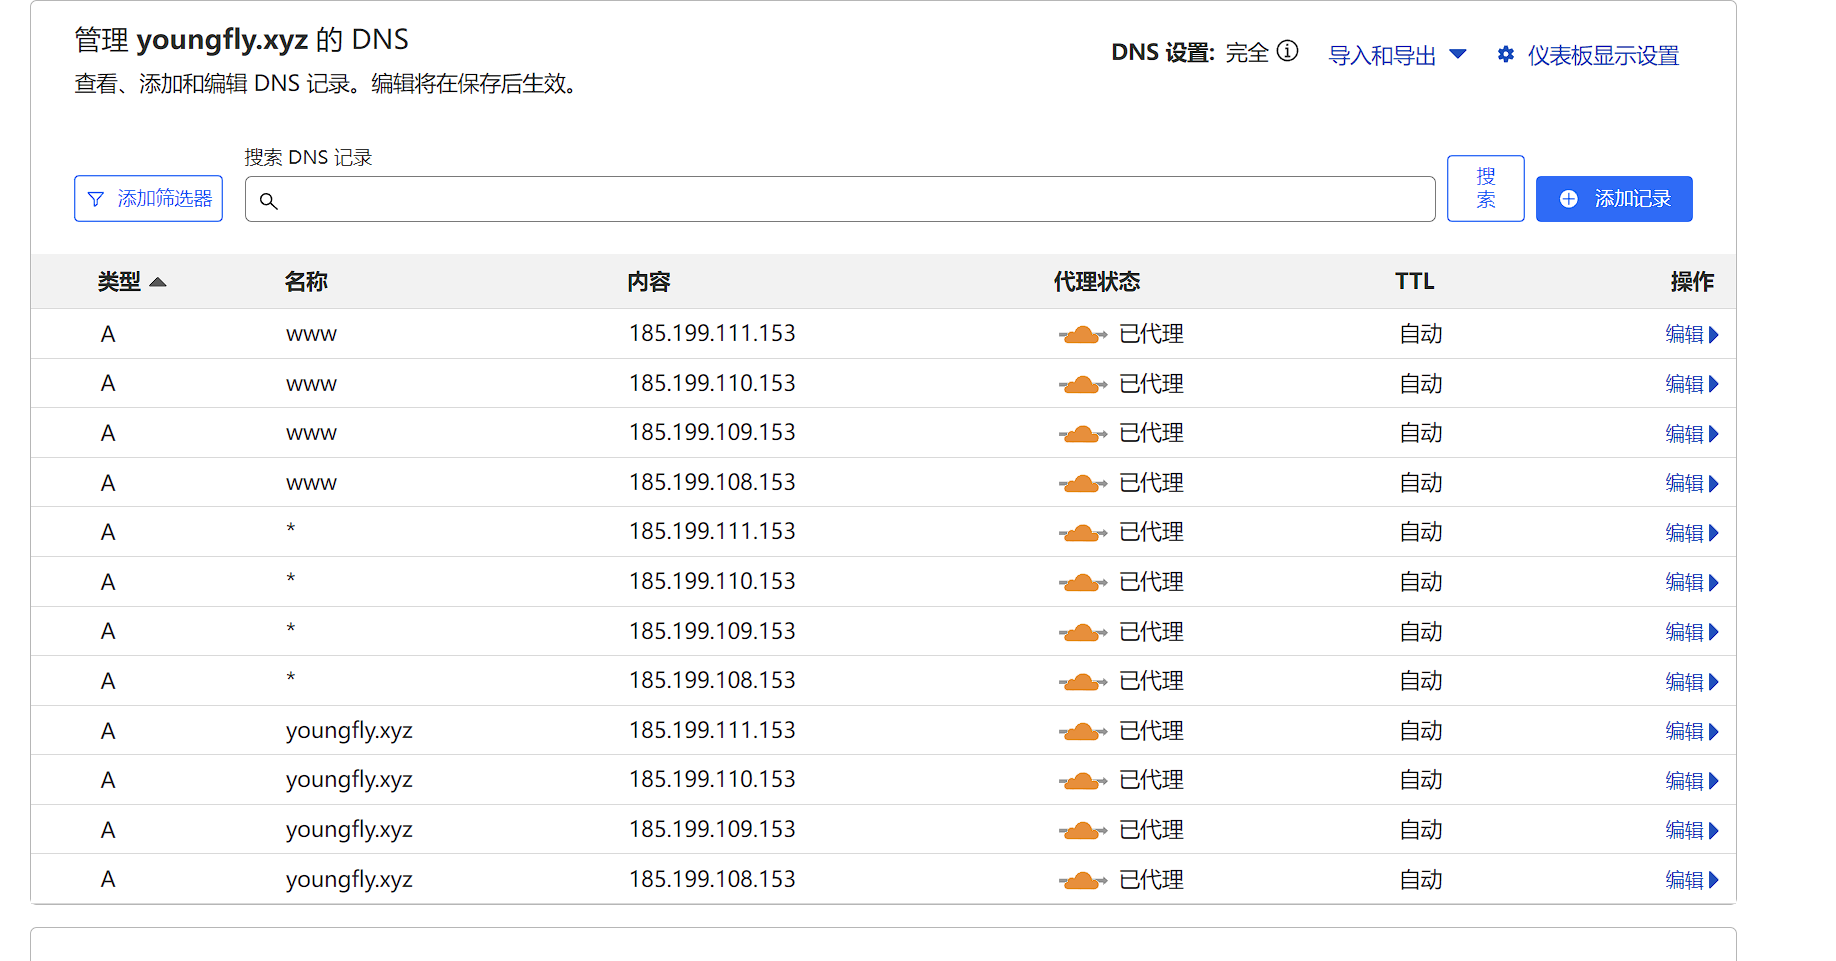 管理 youngfly.xyz 的 DNS
DNS 设置: 完全 导入和导出 仪表板显示设置
查看、添加和编辑 DNS 记录。编辑将在保存后生效。
搜索 DNS 记录
添加筛选器 搜索 添加记录
类型 名称 内容 代理状态 TTL 操作
A www 185.199.111.153 已代理 自动 编辑
A www 185.199.110.153 已代理 自动 编辑
A www 185.199.109.153 已代理 自动 编辑
A www 185.199.108.153 已代理 自动 编辑
A * 185.199.111.153 已代理 自动 编辑
A * 185.199.110.153 已代理 自动 编辑
A * 185.199.109.153 已代理 自动 编辑
A * 185.199.108.153 已代理 自动 编辑
A youngfly.xyz 185.199.111.153 已代理 自动 编辑
A youngfly.xyz 185.199.110.153 已代理 自动 编辑
A youngfly.xyz 185.199.109.153 已代理 自动 编辑
A youngfly.xyz 185.199.108.153 已代理 自动 编辑